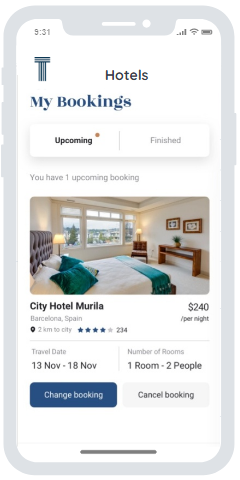 9:31
T
Hotels
My Bookings
Upcoming Finished
You have 1 upcoming booking
City Hotel Murila $240
Barcelona, Spain /per night
2 km to city 234
Travel Date Number of Rooms
13 Nov - 18 Nov 1 Room - 2 People
Change booking Cancel booking